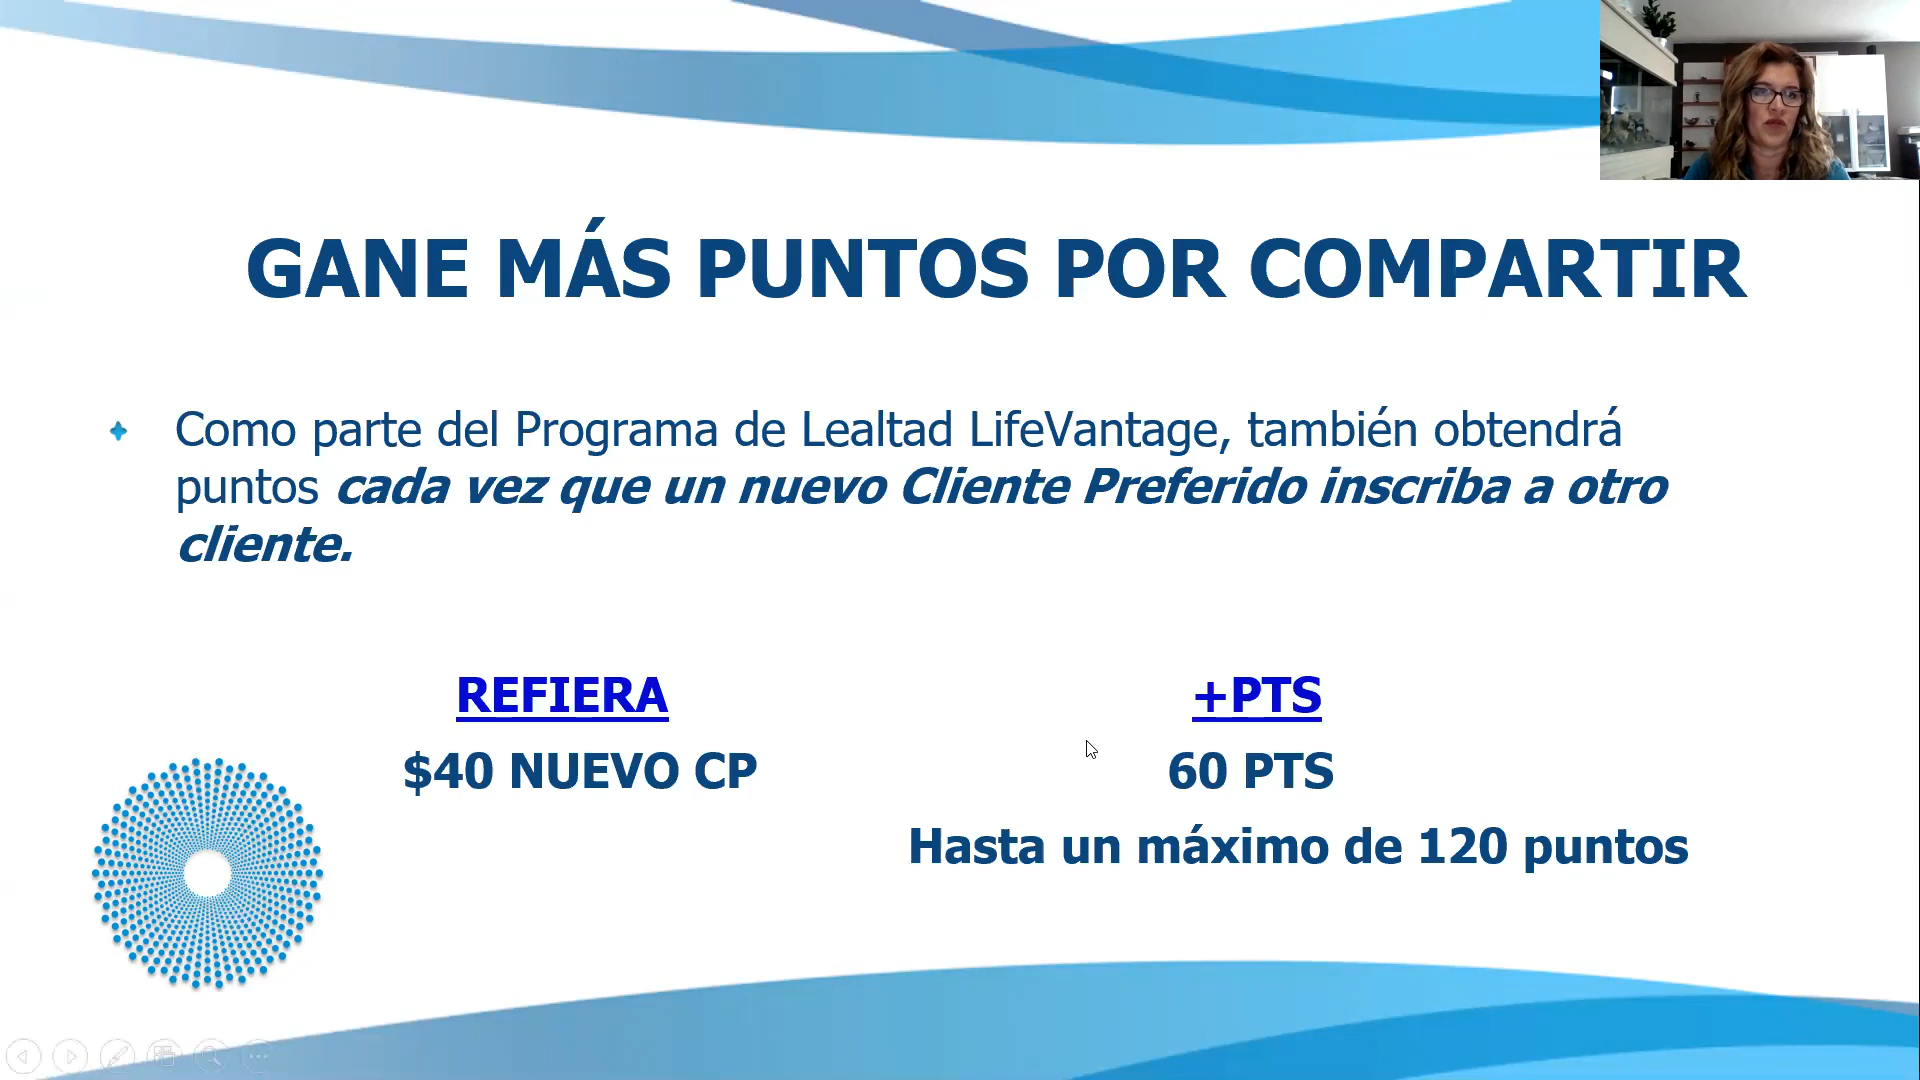 GANE MÁS PUNTOS POR COMPARTIR
Como parte del Programa de Lealtad LifeVantage, también obtendrá
puntos cada vez que un nuevo Cliente Preferido inscriba a otro
cliente.
REFIERA +PTS
$40 NUEVO CP 60 PTS
Hasta un máximo de 120 puntos